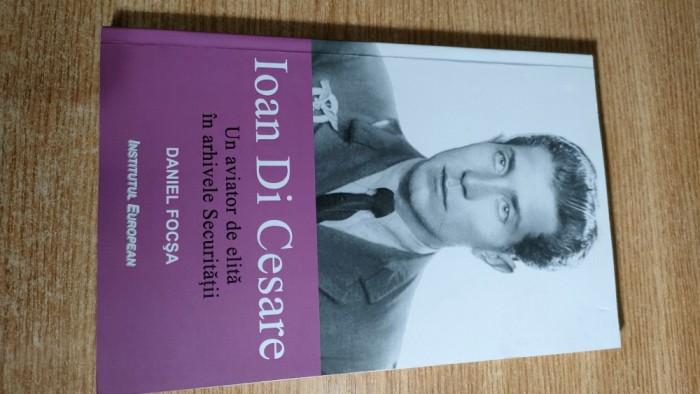 Ioan Di Cesare
Un aviator de elită
în arhivele Securității
DANIEL FOCȘA
INSTITUTUL EUROPEAN